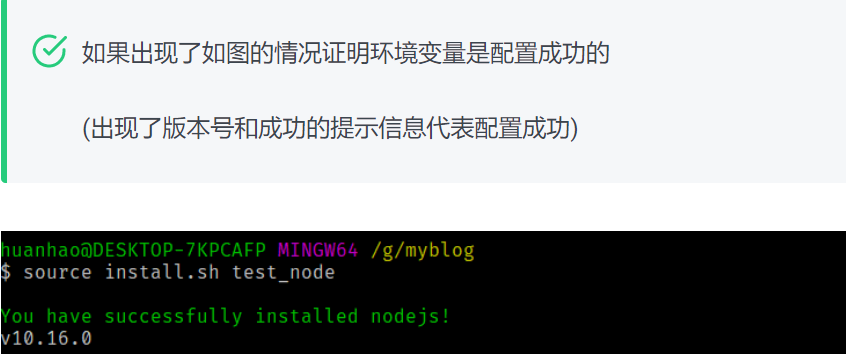 如果出现了如图的情况证明环境变量是配置成功的
(出现了版本号和成功的提示信息代表配置成功)
huanhao@DESKTOP-7KPCAFP MINGW64 /g/myblog
$ source install.sh test_node
You have successfully installed nodejs!
v10.16.0